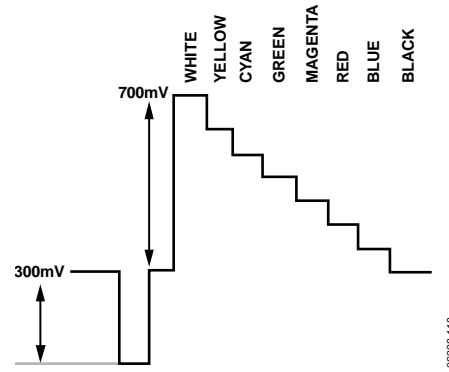 WHITE
YELLOW
CYAN
GREEN
MAGENTA
RED
BLUE
BLACK
700mV
300mV